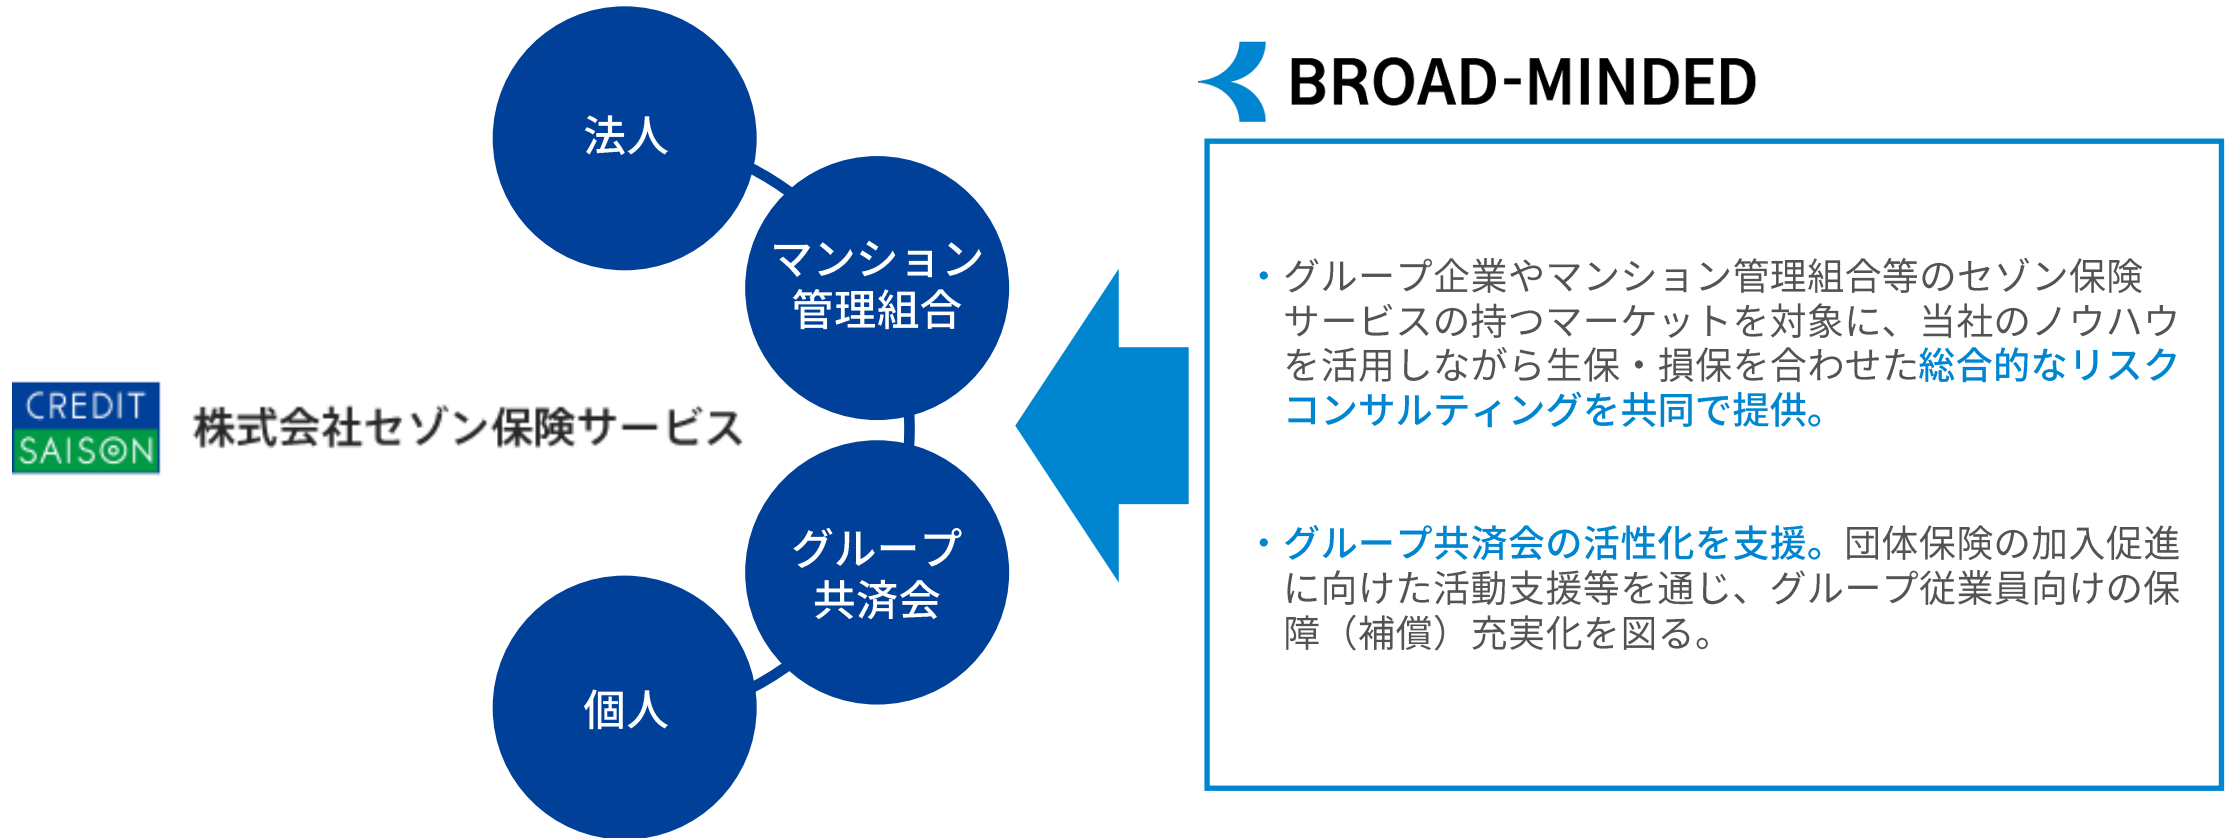 法人
マンション
管理組合
グループ
共済会
個人
CREDIT
SAISON
株式会社セゾン保険サービス
BROAD-MINDED
・グループ企業やマンション管理組合等のセゾン保険
サービスの持つマーケットを対象に、当社のノウハウ
を活用しながら生保・損保を合わせた総合的なリスク
コンサルティングを共同で提供。
・グループ共済会の活性化を支援。団体保険の加入促進
に向けた活動支援等を通じ、グループ従業員向けの保
障（補償）充実化を図る。